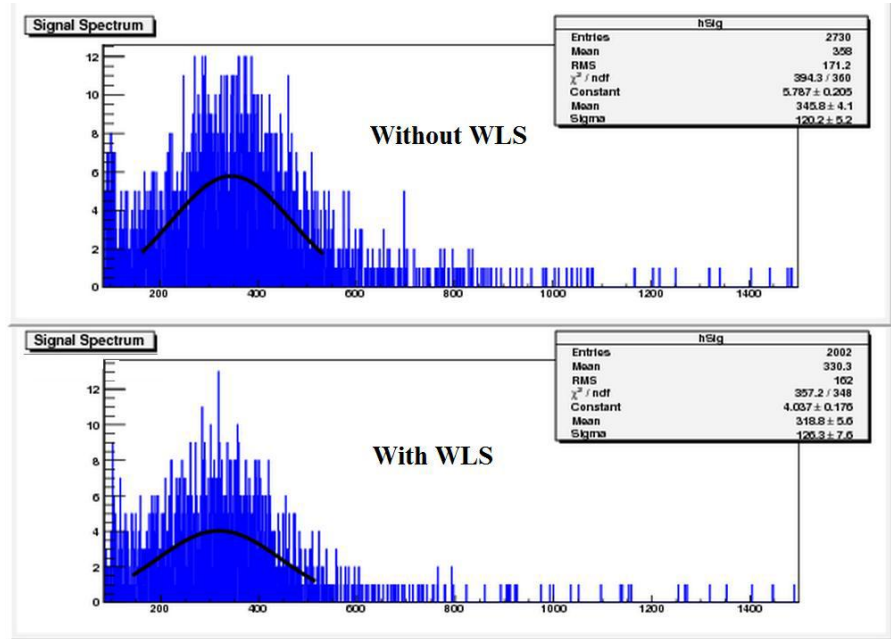 Signal Spectrum
hSig
Entries 2730
Mean 358
RMS 171.2
χ² / ndf 394.3 / 360
Constant 5.787 ± 0.205
Mean 345.8 ± 4.1
Sigma 120.2 ± 5.2
Without WLS
12
10
8
6
4
2
0
200 400 600 800 1000 1200 1400
Signal Spectrum
hSig
Entries 2002
Mean 330.3
RMS 162
χ² / ndf 357.2 / 348
Constant 4.037 ± 0.176
Mean 318.8 ± 5.6
Sigma 126.3 ± 7.6
With WLS
12
10
8
6
4
2
0
200 400 600 800 1000 1200 1400